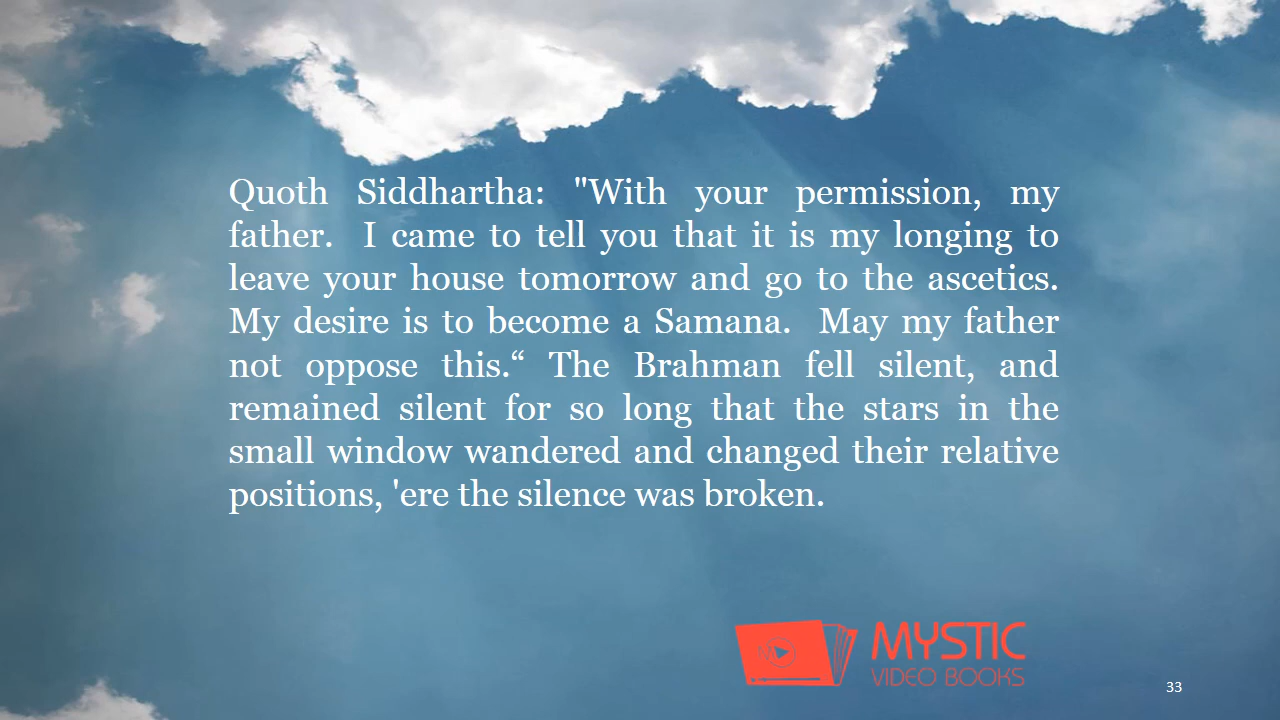 Quoth Siddhartha: "With your permission, my
father.  I came to tell you that it is my longing to
leave your house tomorrow and go to the ascetics.
My desire is to become a Samana.  May my father
not oppose this.“ The Brahman fell silent, and
remained silent for so long that the stars in the
small window wandered and changed their relative
positions, 'ere the silence was broken.
MYSTIC
VIDEO BOOKS
33